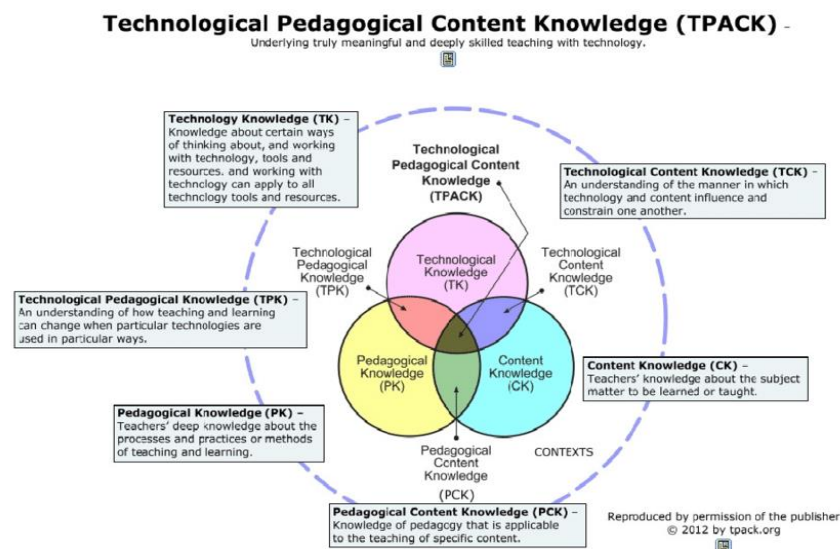 Technological Pedagogical Content Knowledge (TPACK) –
Underlying truly meaningful and deeply skilled teaching with technology.
Technology Knowledge (TK) –
Knowledge about certain ways
of thinking about, and working
with technology, tools and
resources. and working with
technology can apply to all
technology tools and resources.
Technological
Pedagogical Content
Knowledge
(TPACK)
Technological Content Knowledge (TCK) –
An understanding of the manner in which
technology and content influence and
constrain one another.
Technological
Pedagogical
Knowledge
(TPK)
Technological
Knowledge
(TK)
Technological
Content
Knowledge
(TCK)
Technological Pedagogical Knowledge (TPK) –
An understanding of how teaching and learning
can change when particular technologies are
used in particular ways.
Pedagogical
Knowledge
(PK)
Content
Knowledge
(CK)
Content Knowledge (CK) –
Teachers' knowledge about the subject
matter to be learned or taught.
Pedagogical Knowledge (PK) –
Teachers' deep knowledge about the
processes and practices or methods
of teaching and learning.
Pedagogical
Content
Knowledge
(PCK)
CONTEXTS
Pedagogical Content Knowledge (PCK) –
Knowledge of pedagogy that is applicable
to the teaching of specific content.
Reproduced by permission of the publisher
© 2012 by tpack.org